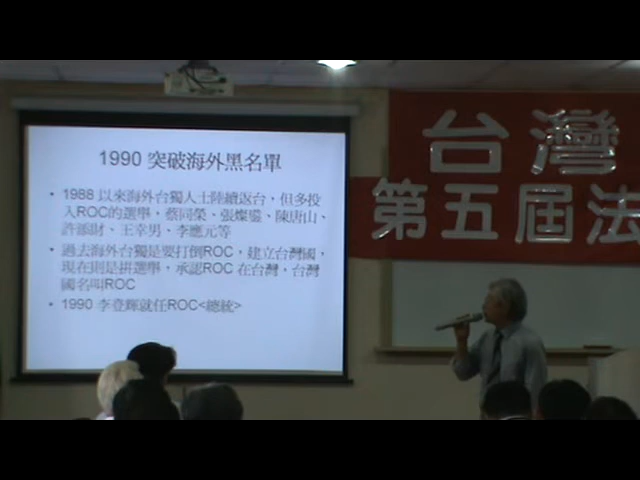 1990 突破海外黑名單
• 1988 以來海外台獨人士陸續返台，但多投
入ROC的選舉，蔡同榮、張燦鍙、陳唐山、
許添財、王幸男、李應元等
• 過去海外台獨是要打倒ROC，建立台灣國，
現在則是拚選舉，承認ROC 在台灣，台灣
國名叫ROC
• 1990 李登輝就任ROC<總統>
台灣
第五屆法